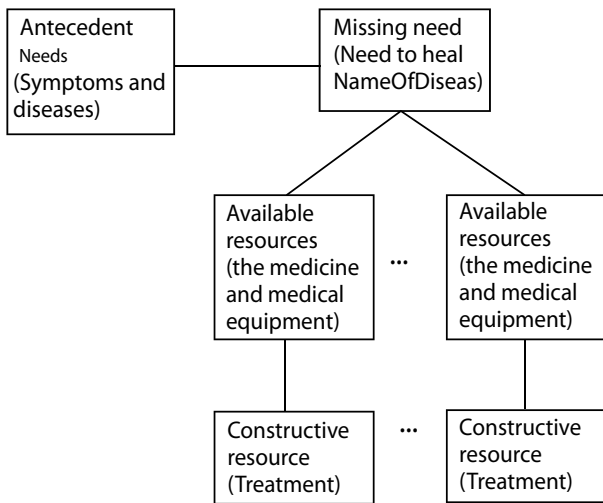 Antecedent
Needs
(Symptoms and
diseases)
Missing need
(Need to heal
NameOfDiseas)
Available
resources
(the medicine
and medical
equipment)
...
Available
resources
(the medicine
and medical
equipment)
Constructive
resource
(Treatment)
...
Constructive
resource
(Treatment)